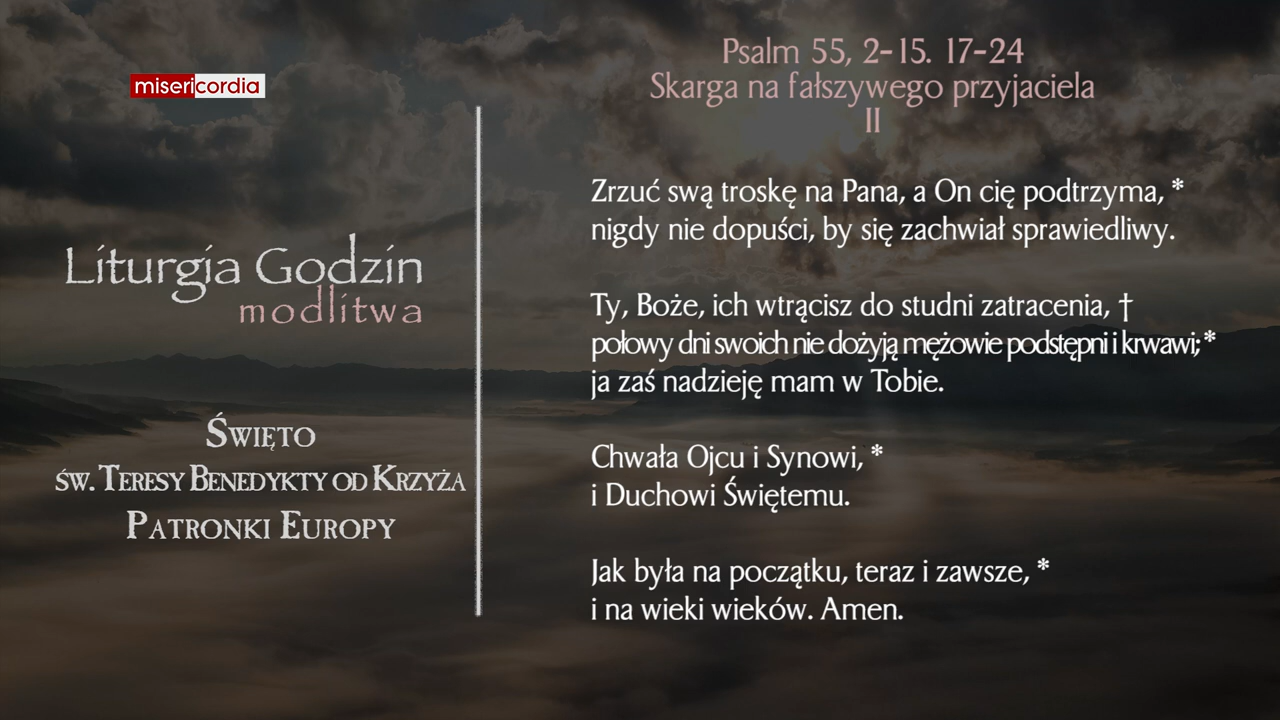 misericordia
Liturgia Godzin
modlitwa
Święto
św. Teresy Benedykty od Krzyża
Patronki Europy
Psalm 55, 2-15. 17-24
Skarga na fałszywego przyjaciela
II
Zrzuć swą troskę na Pana, a On cię podtrzyma, *
nigdy nie dopuści, by się zachwiał sprawiedliwy.
Ty, Boże, ich wtrącisz do studni zatracenia, †
połowy dni swoich nie dożyją mężowie podstępni i krwawi; *
ja zaś nadzieję mam w Tobie.
Chwała Ojcu i Synowi, *
i Duchowi Świętemu.
Jak była na początku, teraz i zawsze, *
i na wieki wieków. Amen.